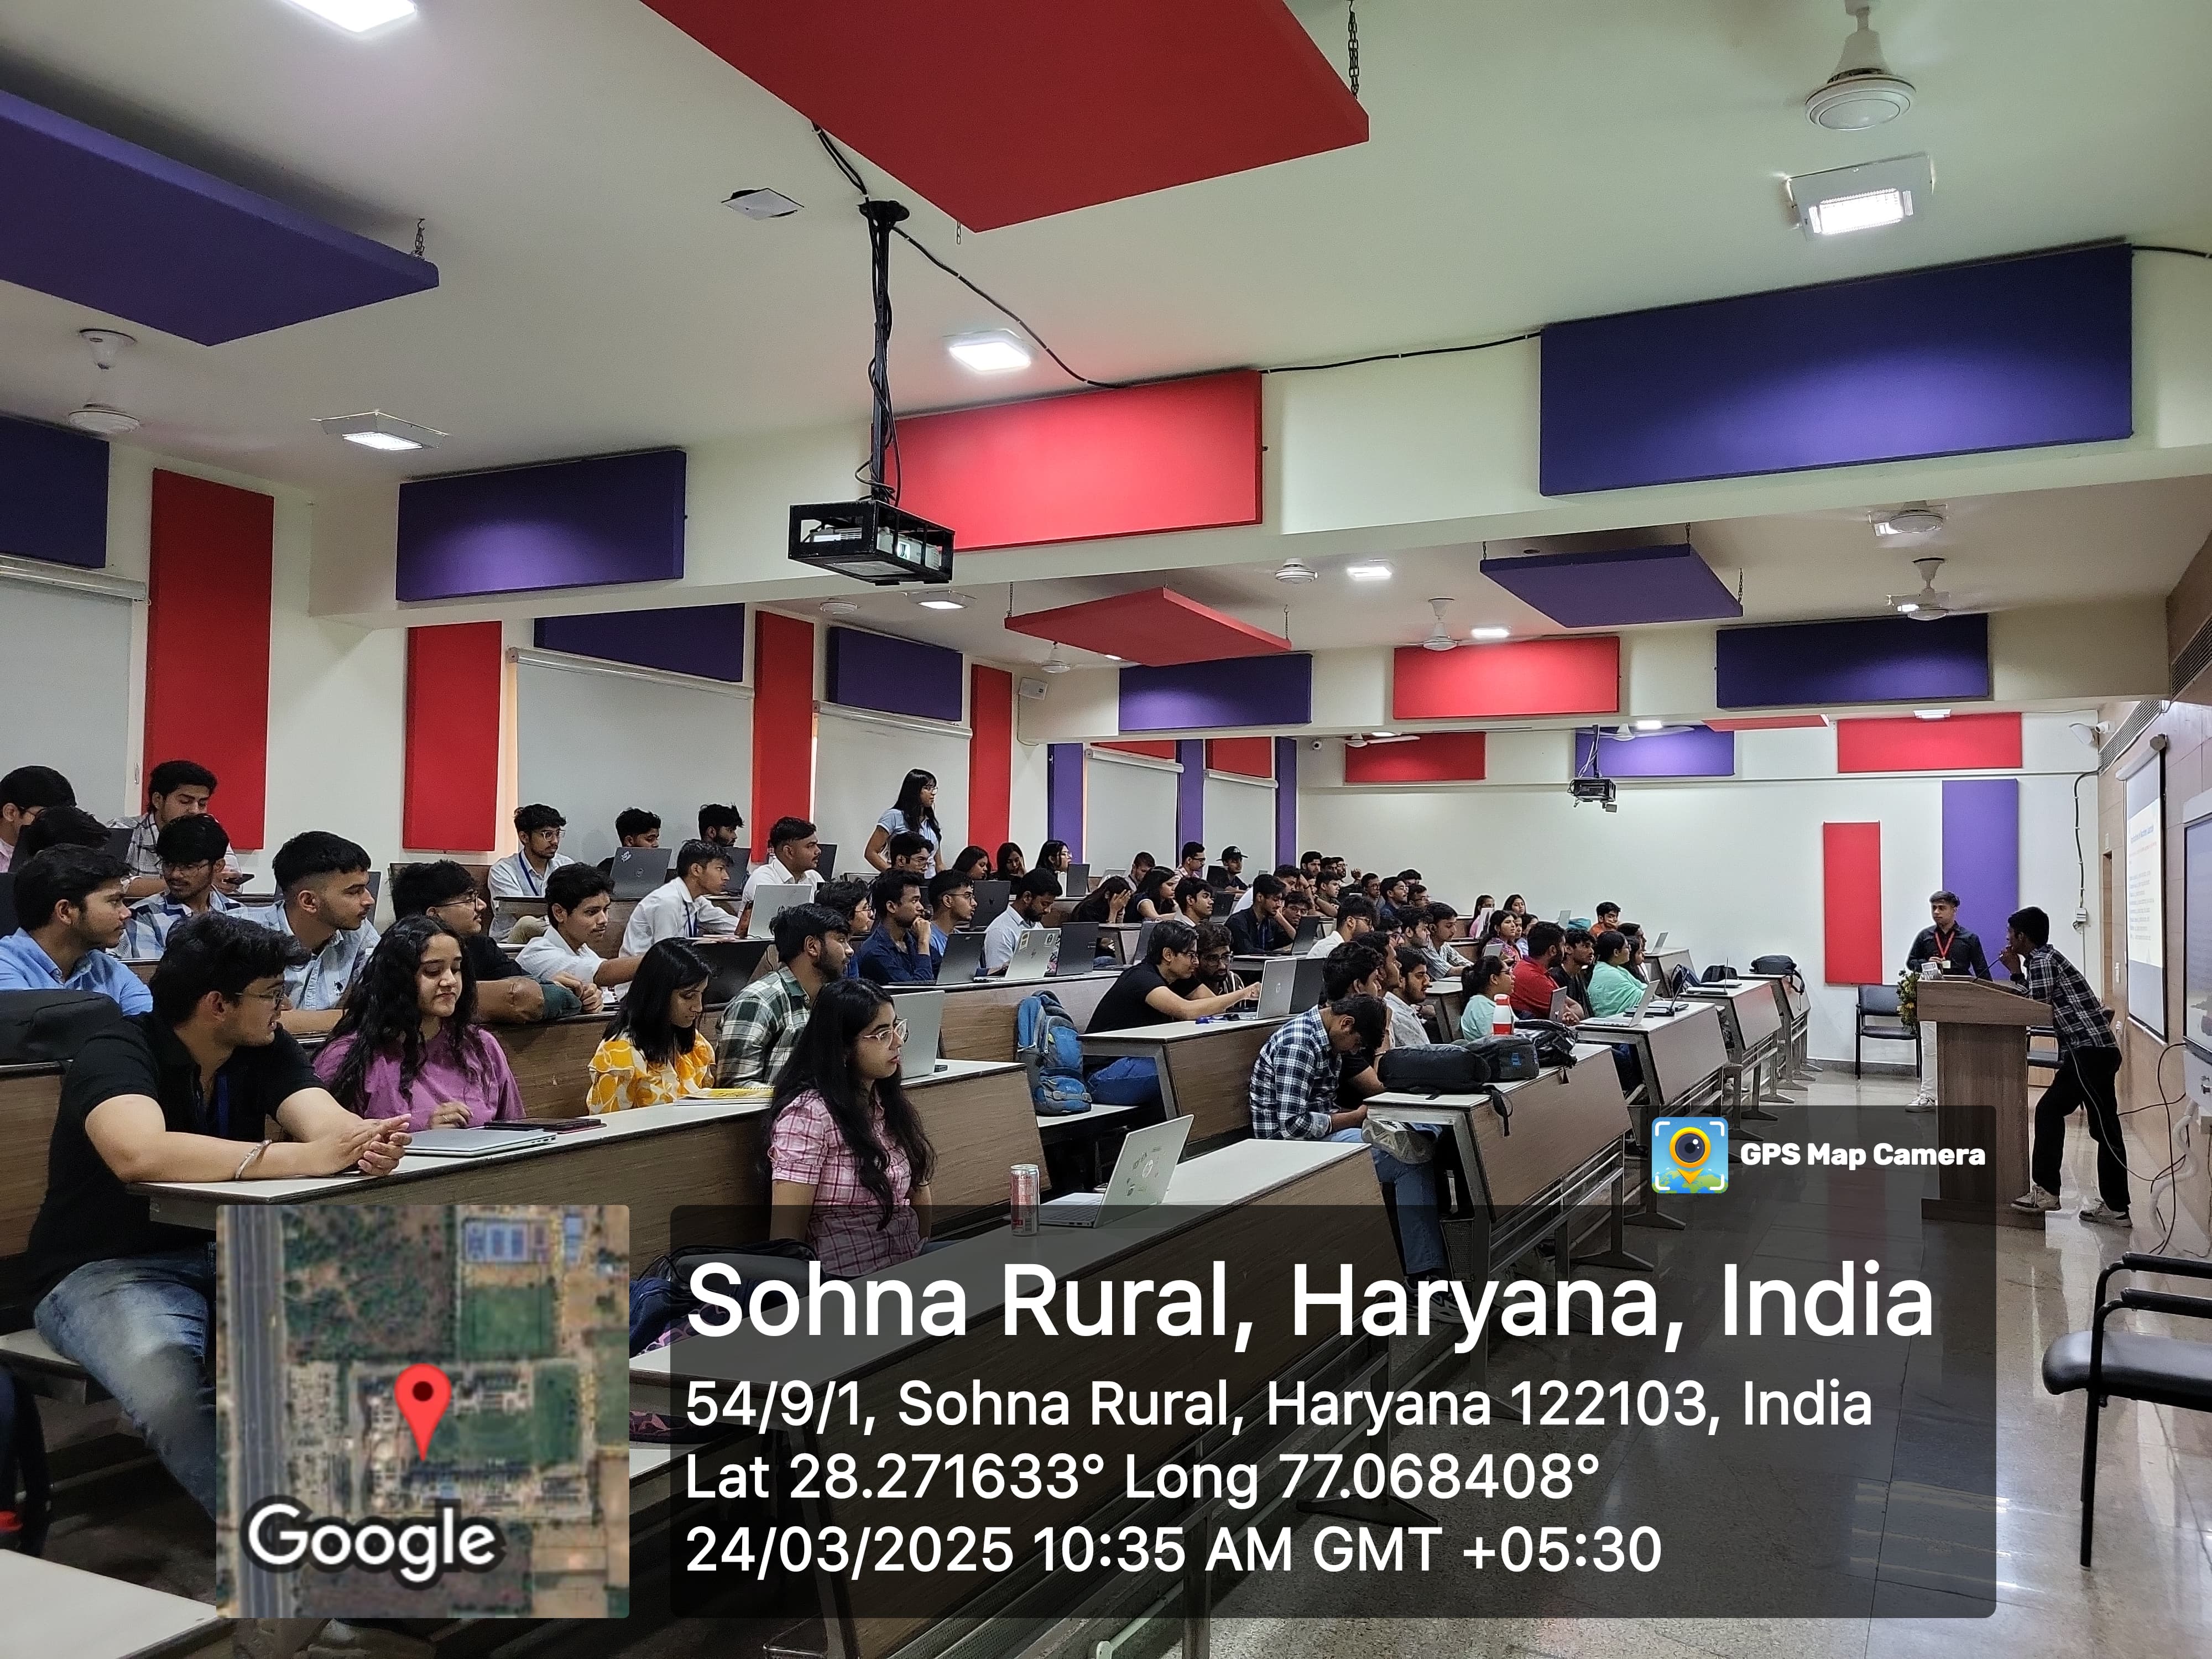 GPS Map Camera
Sohna Rural, Haryana, India
54/9/1, Sohna Rural, Haryana 122103, India
Lat 28.271633° Long 77.068408°
24/03/2025 10:35 AM GMT +05:30
Google